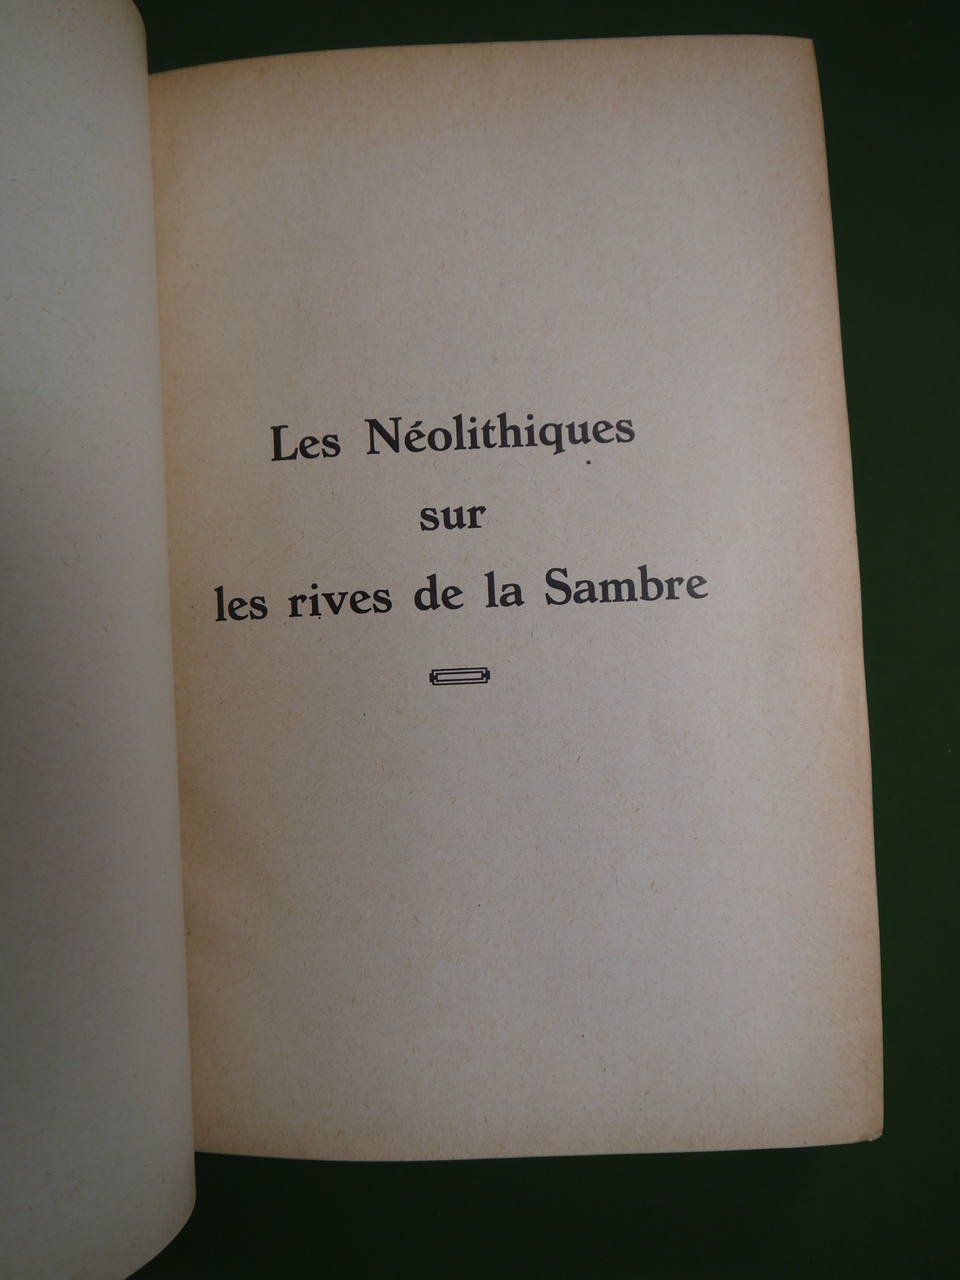 Les Néolithiques
sur
les rives de la Sambre